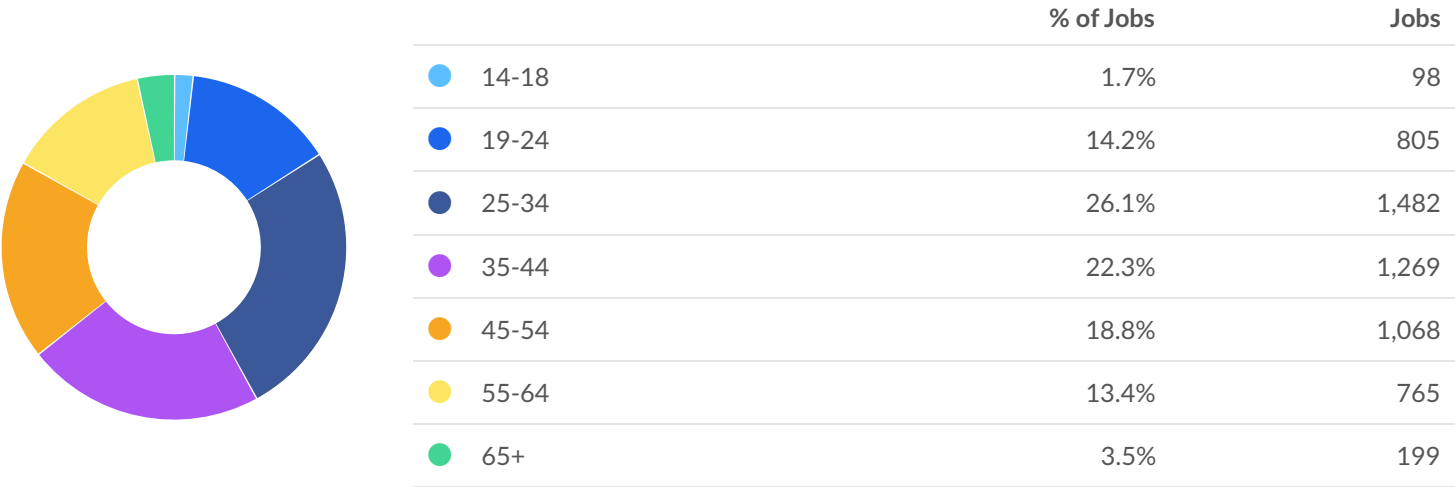 % of Jobs Jobs
14-18 1.7% 98
19-24 14.2% 805
25-34 26.1% 1,482
35-44 22.3% 1,269
45-54 18.8% 1,068
55-64 13.4% 765
65+ 3.5% 199